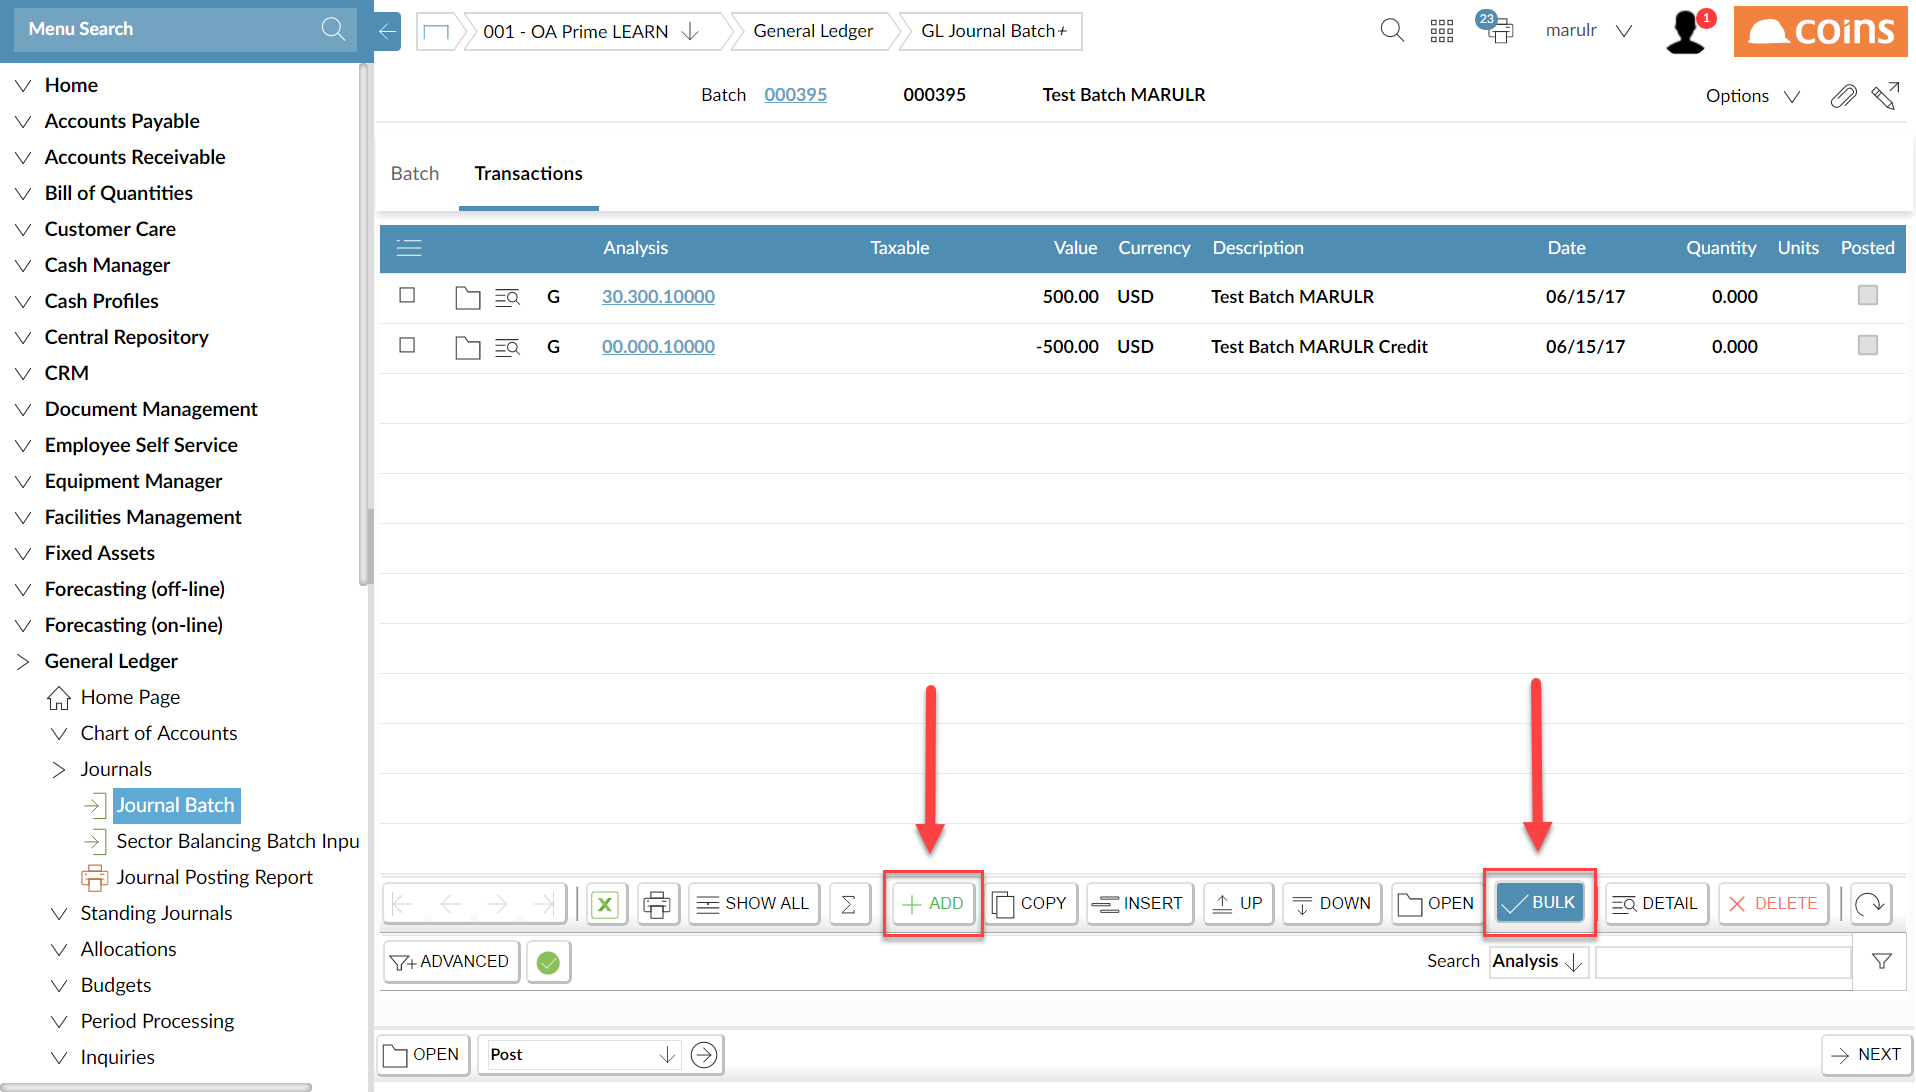 Menu Search
001 - OA Prime LEARN
General Ledger
GL Journal Batch+
23
marulr
1
coins
Home
Accounts Payable
Accounts Receivable
Bill of Quantities
Customer Care
Cash Manager
Cash Profiles
Central Repository
CRM
Document Management
Employee Self Service
Equipment Manager
Facilities Management
Fixed Assets
Forecasting (off-line)
Forecasting (on-line)
General Ledger
Home Page
Chart of Accounts
Journals
Journal Batch
Sector Balancing Batch Inpu
Journal Posting Report
Standing Journals
Allocations
Budgets
Period Processing
Inquiries
Batch 000395 000395 Test Batch MARULR Options
Batch Transactions
Analysis Taxable Value Currency Description Date Quantity Units Posted
G 30.300.10000 500.00 USD Test Batch MARULR 06/15/17 0.000
G 00.000.10000 -500.00 USD Test Batch MARULR Credit 06/15/17 0.000
X SHOW ALL Σ ADD COPY INSERT UP DOWN OPEN BULK DETAIL DELETE
ADVANCED Search Analysis
OPEN Post NEXT